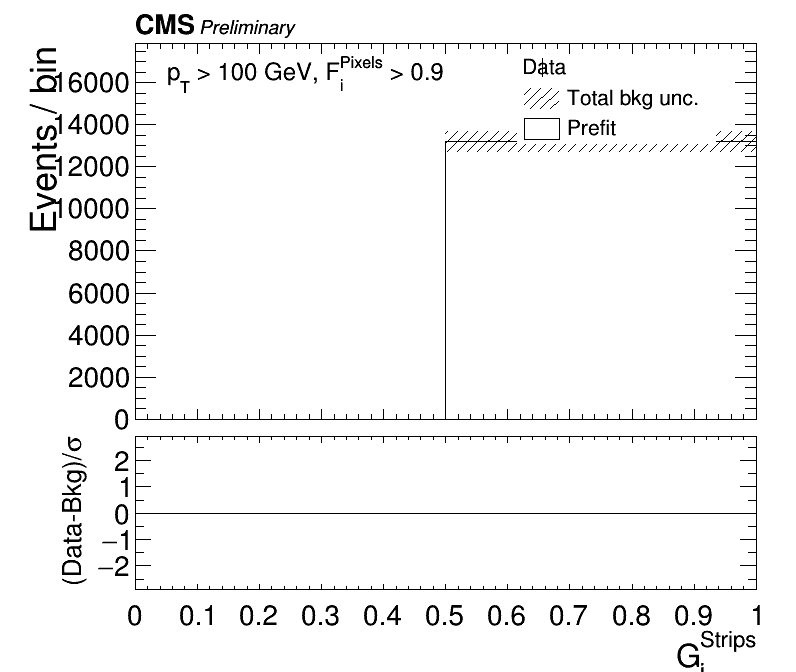 CMS Preliminary
Events / bin
p_T > 100 GeV, F_i^Pixels > 0.9
Data
Total bkg unc.
Prefit
16000
14000
12000
10000
8000
6000
4000
2000
0
(Data-Bkg)/σ
2
1
0
−1
−2
0 0.1 0.2 0.3 0.4 0.5 0.6 0.7 0.8 0.9 1
G_i^Strips